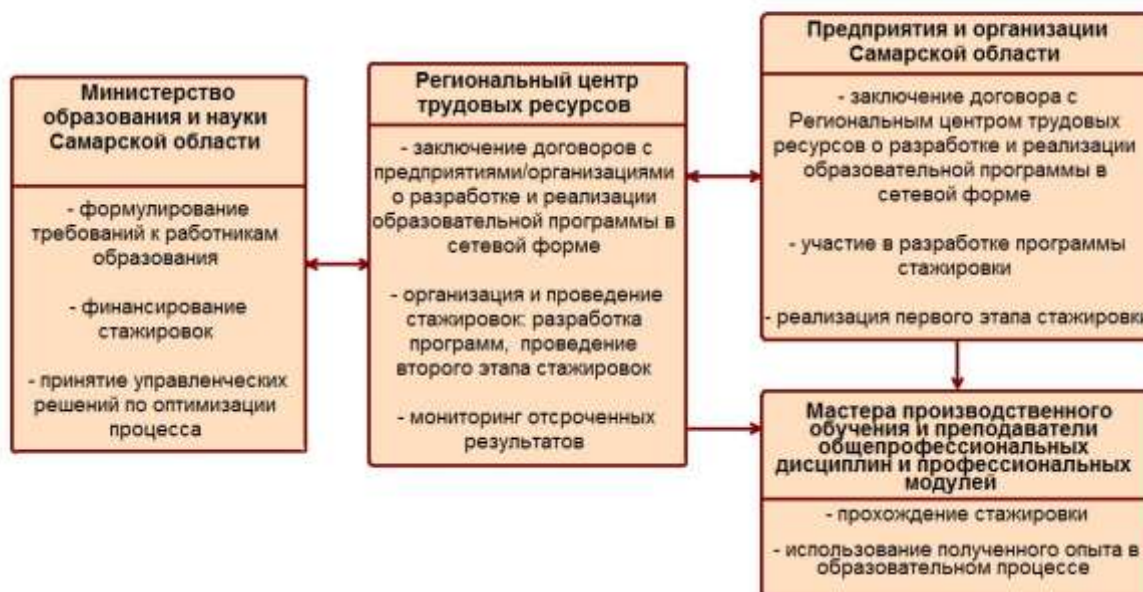 Министерство
образования и науки
Самарской области
- формулирование
требований к работникам
образования
- финансирование
стажировок
- принятие управленческих
решений по оптимизации
процесса
Региональный центр
трудовых ресурсов
- заключение договоров с
предприятиями/организациями
о разработке и реализации
образовательной программы в
сетевой форме
- организация и проведение
стажировок: разработка
программ, проведение
второго этапа стажировок
- мониторинг отсроченных
результатов
Предприятия и организации
Самарской области
- заключение договора с
Региональным центром трудовых
ресурсов о разработке и реализации
образовательной программы в
сетевой форме
- участие в разработке программы
стажировки
- реализация первого этапа стажировки
Мастера производственного
обучения и преподаватели
общепрофессиональных
дисциплин и профессиональных
модулей
- прохождение стажировки
- использование полученного опыта в
образовательном процессе